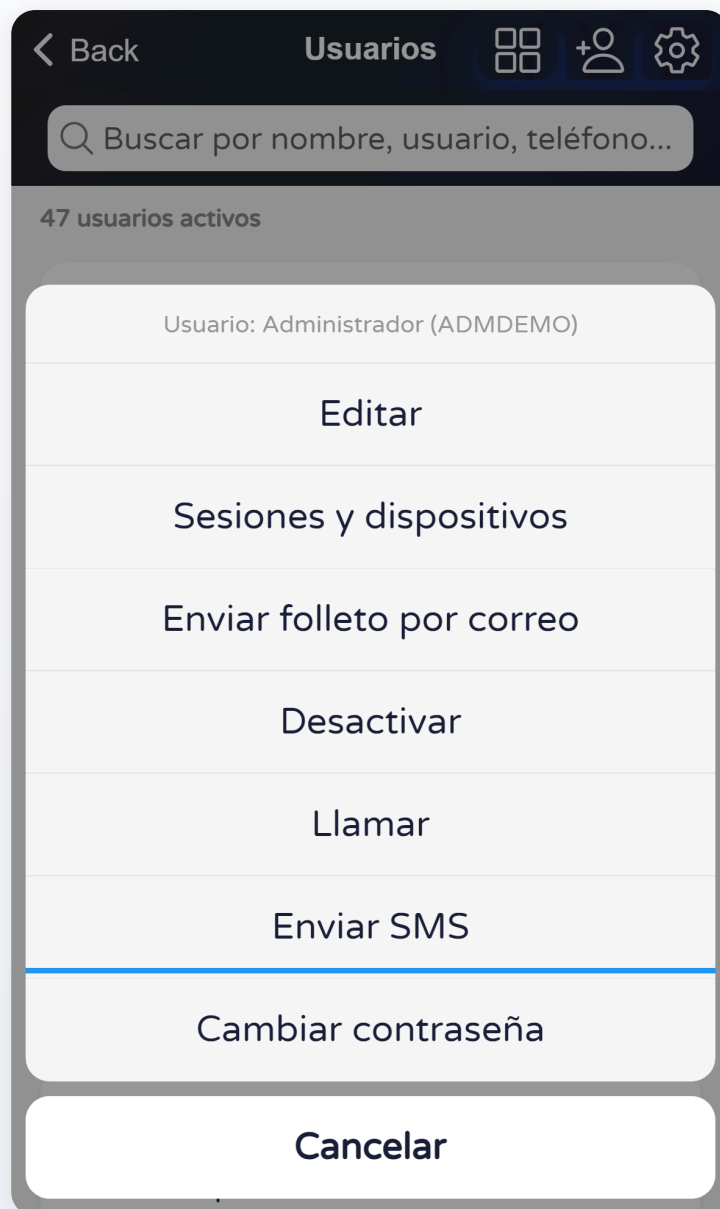 Back
Usuarios
Buscar por nombre, usuario, teléfono...
47 usuarios activos
Usuario: Administrador (ADMDEMO)
Editar
Sesiones y dispositivos
Enviar folleto por correo
Desactivar
Llamar
Enviar SMS
Cambiar contraseña
Cancelar